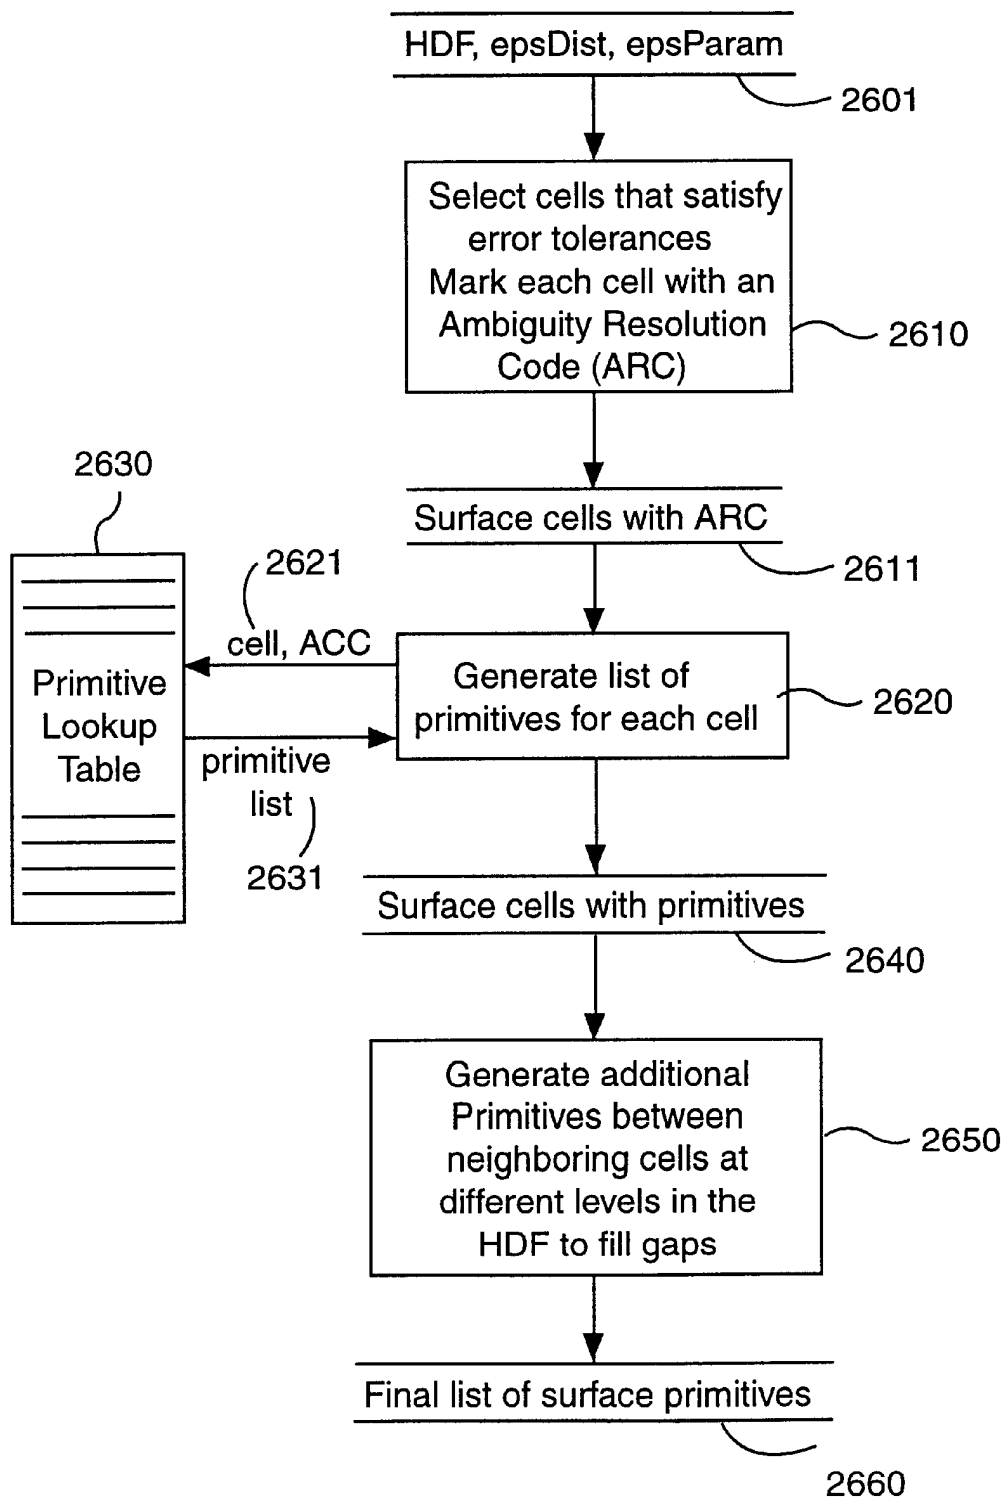 HDF, epsDist, epsParam
2601
Select cells that satisfy
error tolerances
Mark each cell with an
Ambiguity Resolution
Code (ARC)
2610
2630
Surface cells with ARC
2611
2621
cell, ACC
Primitive
Lookup
Table
Generate list of
primitives for each cell
2620
primitive
list
2631
Surface cells with primitives
2640
Generate additional
Primitives between
neighboring cells at
different levels in the
HDF to fill gaps
2650
Final list of surface primitives
2660